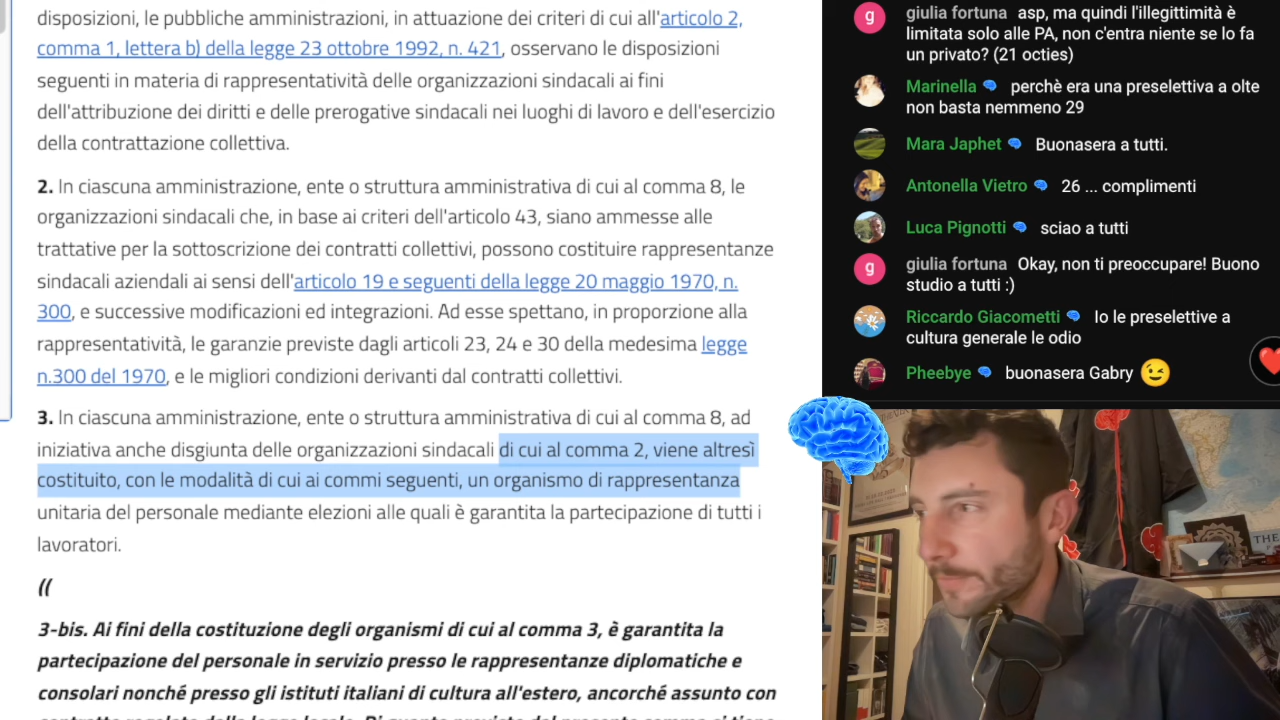 disposizioni, le pubbliche amministrazioni, in attuazione dei criteri di cui all'articolo 2,
comma 1, lettera b) della legge 23 ottobre 1992, n. 421, osservano le disposizioni
seguenti in materia di rappresentatività delle organizzazioni sindacali ai fini
dell'attribuzione dei diritti e delle prerogative sindacali nei luoghi di lavoro e dell'esercizio
della contrattazione collettiva.
2. In ciascuna amministrazione, ente o struttura amministrativa di cui al comma 8, le
organizzazioni sindacali che, in base ai criteri dell'articolo 43, siano ammesse alle
trattative per la sottoscrizione dei contratti collettivi, possono costituire rappresentanze
sindacali aziendali ai sensi dell'articolo 19 e seguenti della legge 20 maggio 1970, n.
300, e successive modificazioni ed integrazioni. Ad esse spettano, in proporzione alla
rappresentatività, le garanzie previste dagli articoli 23, 24 e 30 della medesima legge
n.300 del 1970, e le migliori condizioni derivanti dai contratti collettivi.
3. In ciascuna amministrazione, ente o struttura amministrativa di cui al comma 8, ad
iniziativa anche disgiunta delle organizzazioni sindacali di cui al comma 2, viene altresì
costituito, con le modalità di cui ai commi seguenti, un organismo di rappresentanza
unitaria del personale mediante elezioni alle quali è garantita la partecipazione di tutti i
lavoratori.
((
3-bis. Ai fini della costituzione degli organismi di cui al comma 3, è garantita la
partecipazione del personale in servizio presso le rappresentanze diplomatiche e
consolari nonché presso gli istituti italiani di cultura all'estero, ancorché assunto con
g giulia fortuna asp, ma quindi l'illegittimità è
limitata solo alle PA, non c'entra niente se lo fa
un privato? (21 octies)
Marinella perchè era una preselettiva a olte
non basta nemmeno 29
Mara Japhet Buonasera a tutti.
Antonella Vietro 26 ... complimenti
Luca Pignotti sciao a tutti
g giulia fortuna Okay, non ti preoccupare! Buono
studio a tutti :)
Riccardo Giacometti Io le preselettive a
cultura generale le odio
Pheebye buonasera Gabry
THE